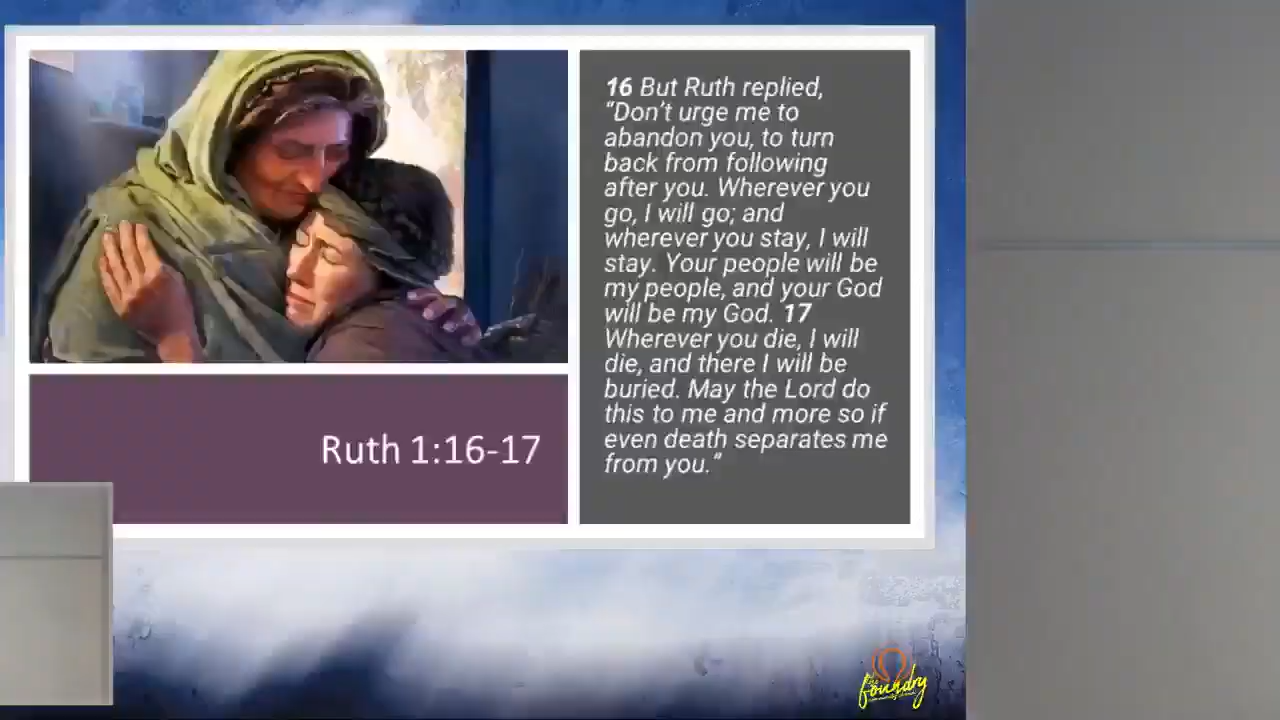 16 But Ruth replied,
“Don’t urge me to
abandon you, to turn
back from following
after you. Wherever you
go, I will go; and
wherever you stay, I will
stay. Your people will be
my people, and your God
will be my God. 17
Wherever you die, I will
die, and there I will be
buried. May the Lord do
this to me and more so if
even death separates me
from you.”
Ruth 1:16-17
the
foundry